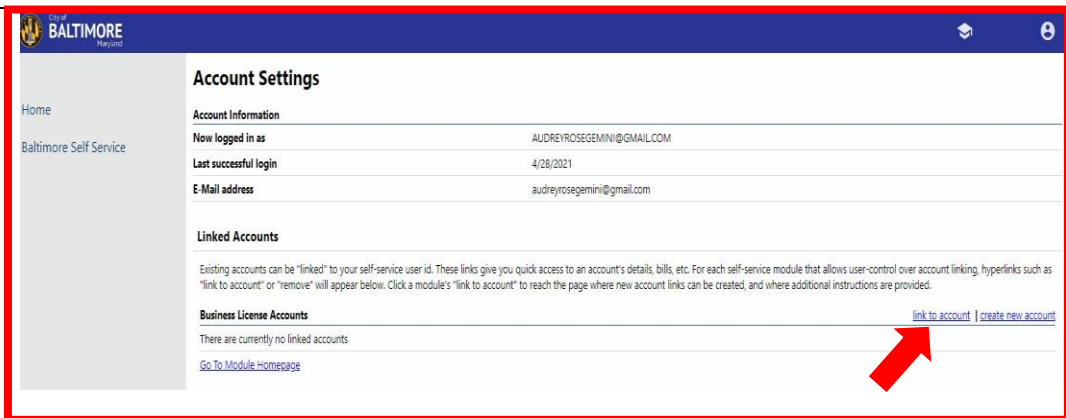 City of
BALTIMORE
Maryland
Home
Baltimore Self Service
Account Settings
Account Information
Now logged in as AUDREYROSEGEMINI@GMAIL.COM
Last successful login 4/28/2021
E-Mail address audreyrosegemini@gmail.com
Linked Accounts
Existing accounts can be "linked" to your self-service user id. These links give you quick access to an account's details, bills, etc. For each self-service module that allows user-control over account linking, hyperlinks such as
"link to account" or "remove" will appear below. Click a module's "link to account" to reach the page where new account links can be created, and where additional instructions are provided.
Business License Accounts link to account | create new account
There are currently no linked accounts
Go To Module Homepage